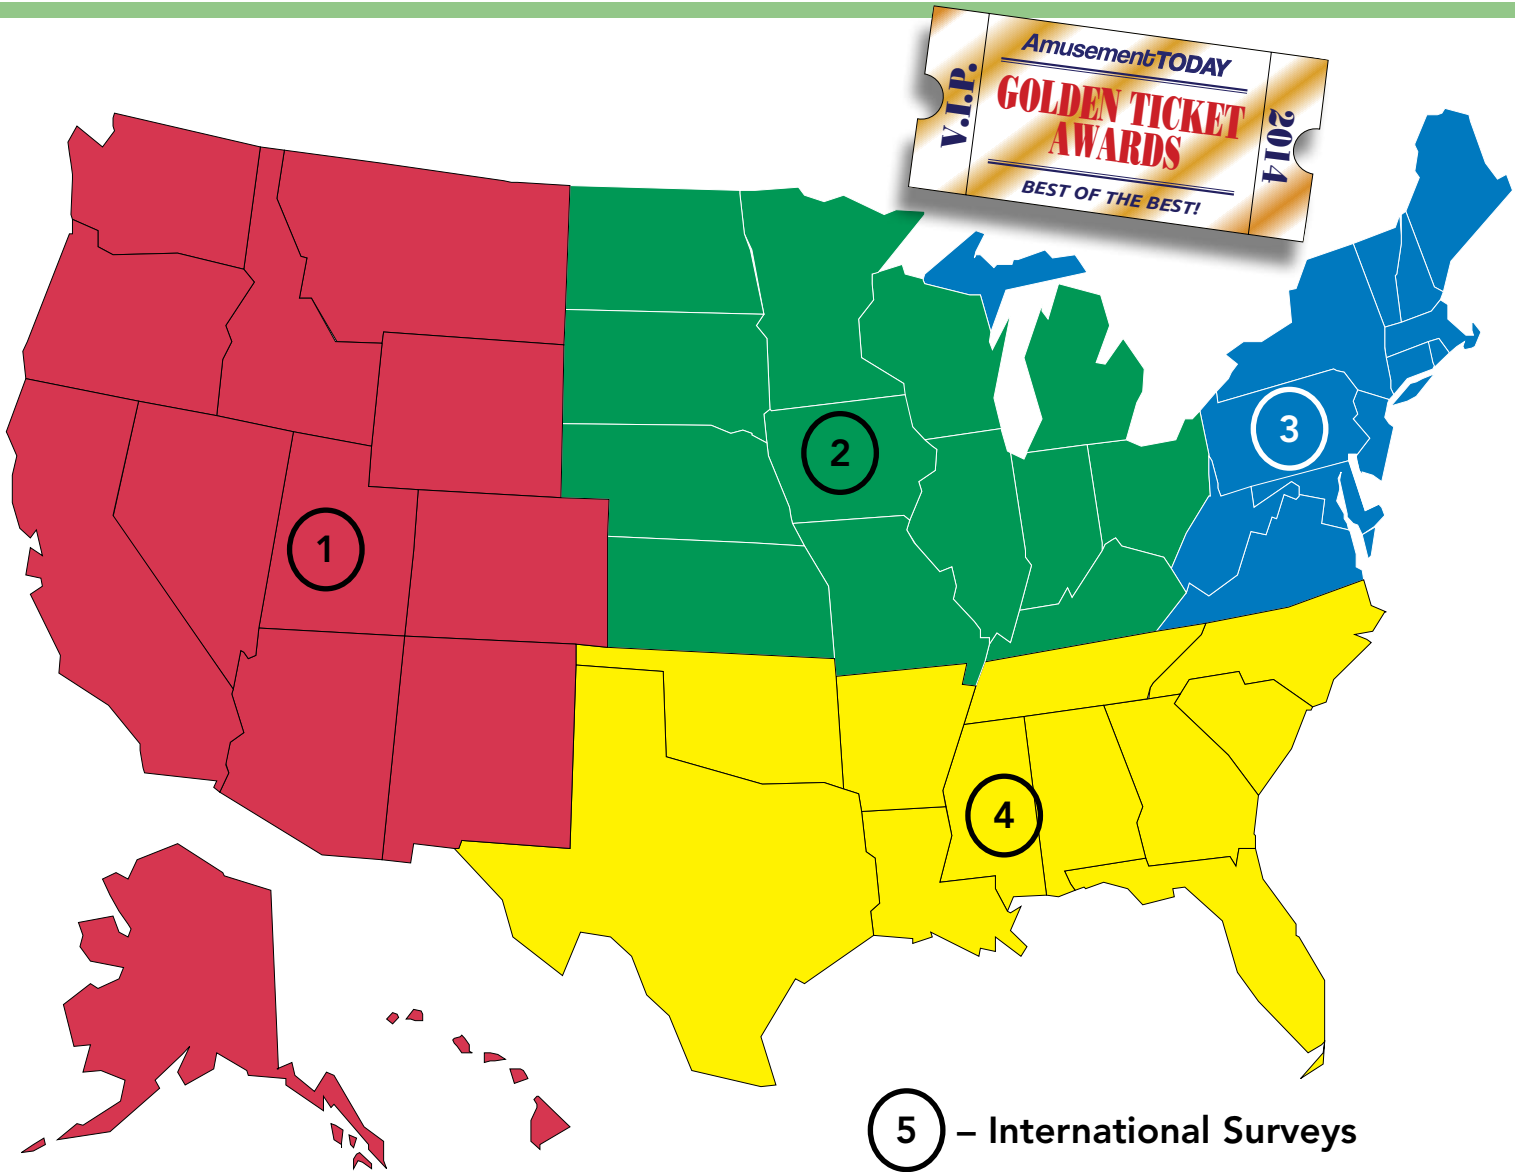 V.I.P.
AmusementTODAY
GOLDEN TICKET
AWARDS
BEST OF THE BEST!
2014
3
2
1
4
5 – International Surveys